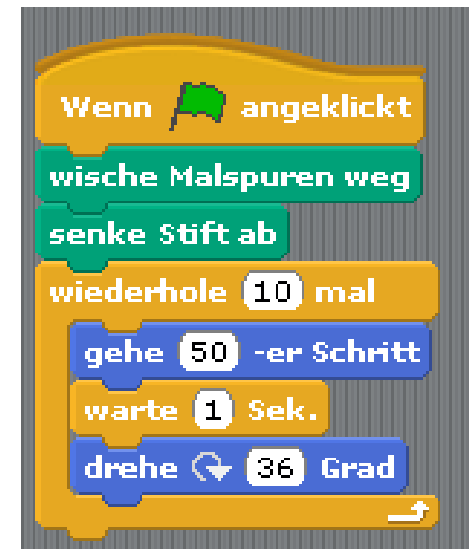 Wenn angeklickt
wische Malspuren weg
senke Stift ab
wiederhole 10 mal
gehe 50 -er Schritt
warte 1 Sek.
drehe 36 Grad